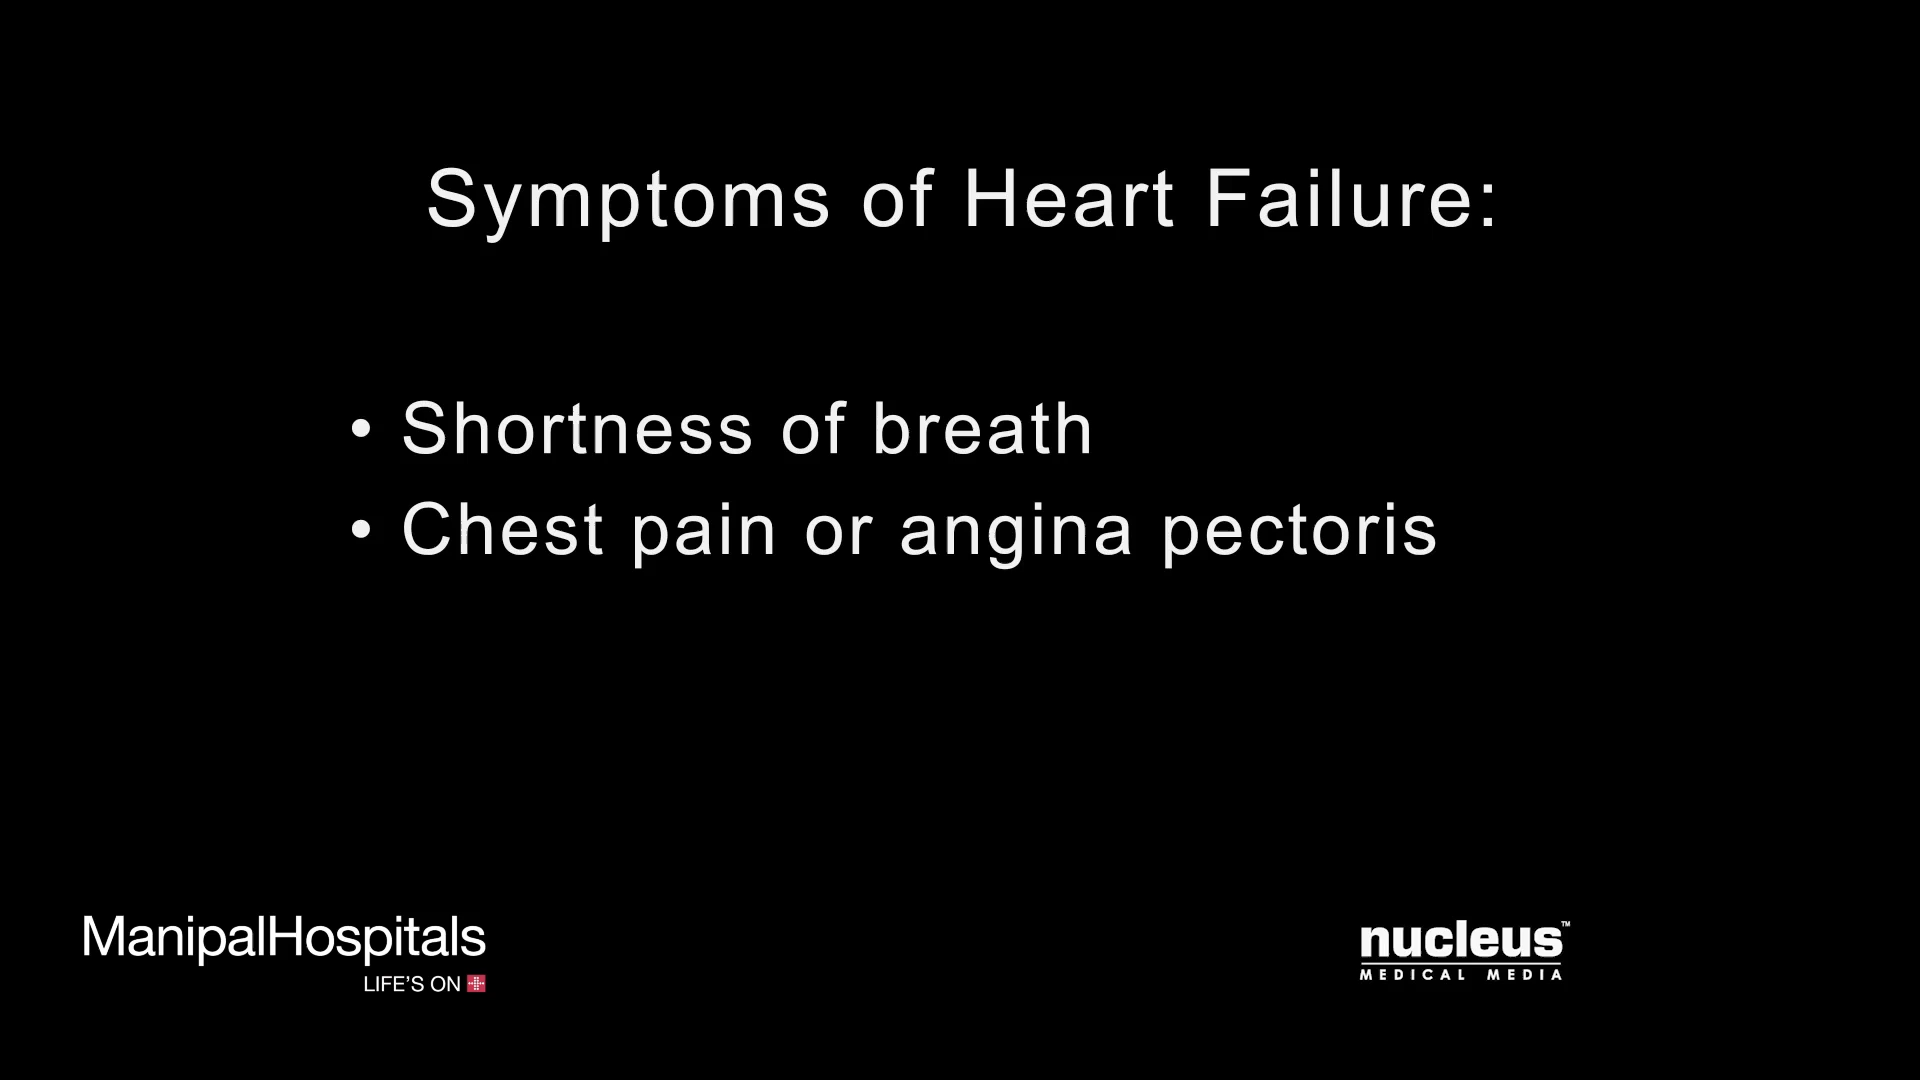 Symptoms of Heart Failure:
• Shortness of breath
• Chest pain or angina pectoris
ManipalHospitals
LIFE'S ON
nucleus™
MEDICAL MEDIA